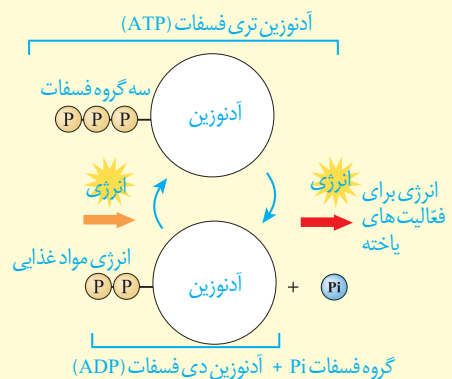 آدنوزین تری فسفات (ATP)
سه گروه فسفات
P P P
آدنوزین
انرژی
انرژی
انرژی برای
فعّالیت‌های
یاخته
انرژی مواد غذایی
P P
آدنوزین
+ Pi
گروه فسفات Pi + آدنوزین دی فسفات (ADP)